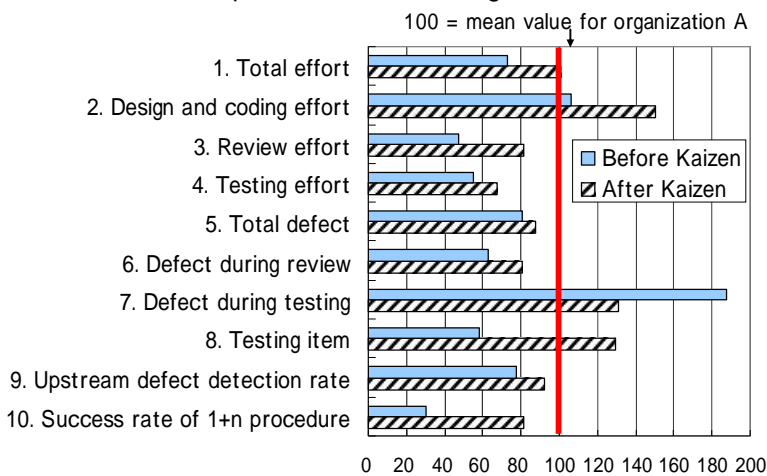 100 = mean value for organization A
1. Total effort
2. Design and coding effort
3. Review effort
4. Testing effort
5. Total defect
6. Defect during review
7. Defect during testing
8. Testing item
9. Upstream defect detection rate
10. Success rate of 1+n procedure
Before Kaizen
After Kaizen
0 20 40 60 80 100 120 140 160 180 200